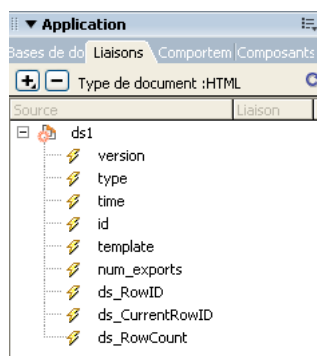 ▼ Application
Bases de do Liaisons Comportem Composants
Type de document :HTML
Source Liaison
ds1
version
type
time
id
template
num_exports
ds_RowID
ds_CurrentRowID
ds_RowCount